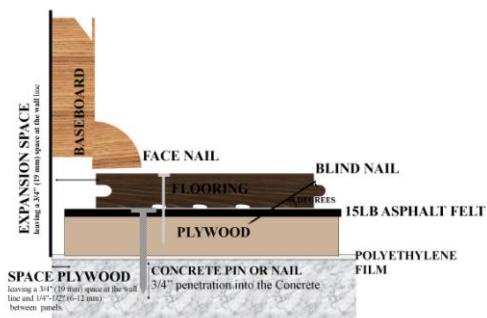 EXPANSION SPACE
leaving a 3/4" (19 mm) space at the wall line
BASEBOARD
FACE NAIL
BLIND NAIL
FLOORING
DEGREES
15LB ASPHALT FELT
PLYWOOD
POLYETHYLENE
FILM
SPACE PLYWOOD
leaving a 3/4" (19 mm) space at the wall
line and 1/4"-1/2" (6-12 mm)
between panels.
CONCRETE PIN OR NAIL
3/4" penetration into the Concrete